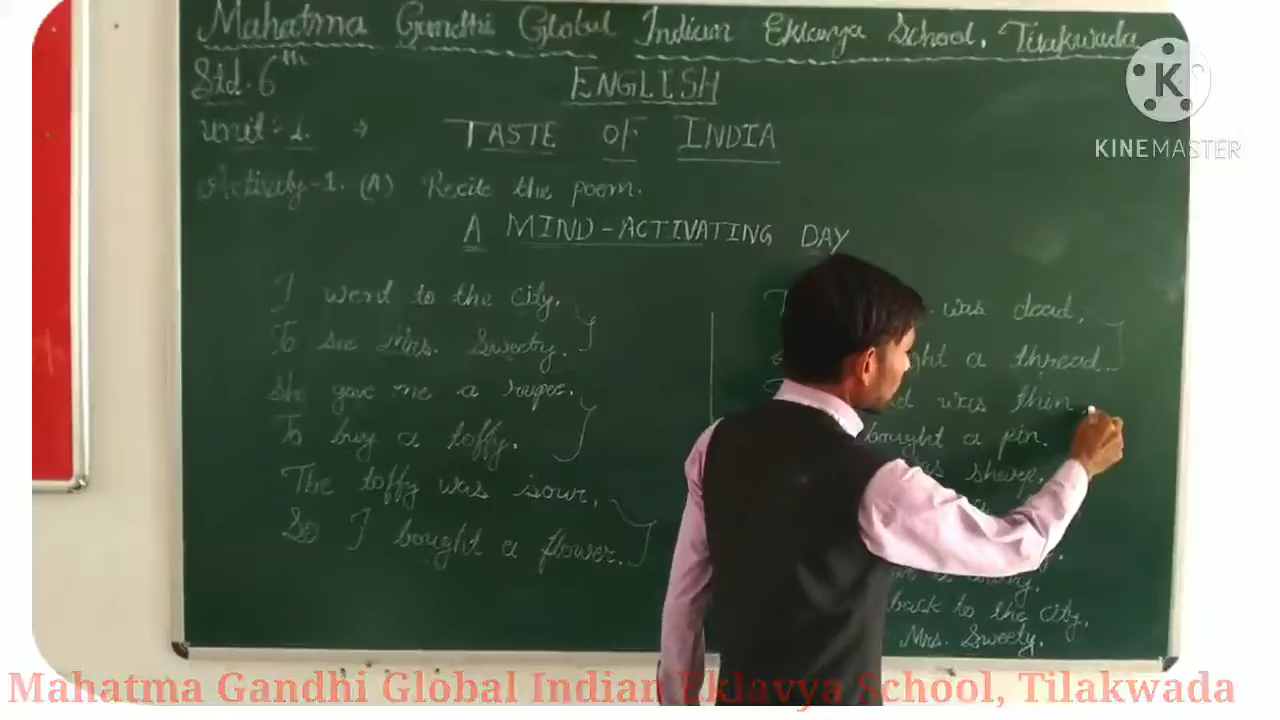 Mahatma Gandhi Global Indian Eklavya School, Tilakwada
Std. 6th
ENGLISH
Unit : 1. →
TASTE OF INDIA
Activity-1. (A) Recite the poem.
A MIND-ACTIVATING DAY
I went to the city.
To see Mrs. Sweety.
She gave me a rupee.
To buy a toffy.
The toffy was sour,
So I bought a flower.
was dead,
a thread.
was thin,
bought a pin.
sharp,
back to the city,
Mrs. Sweety.
KINEMASTER
Mahatma Gandhi Global Indian Eklavya School, Tilakwada